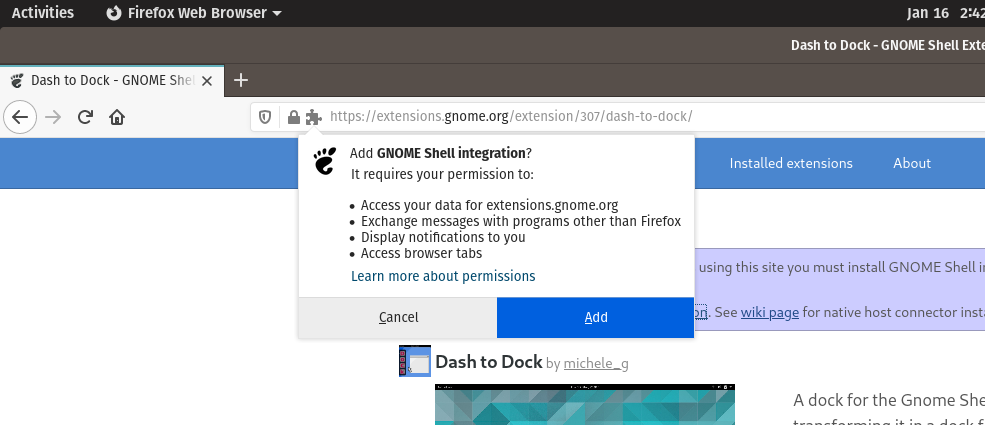 Activities Firefox Web Browser Jan 16 2:42
Dash to Dock - GNOME Shell Exte
Dash to Dock - GNOME She
https://extensions.gnome.org/extension/307/dash-to-dock/
Installed extensions About
Add GNOME Shell integration?
It requires your permission to:
• Access your data for extensions.gnome.org
• Exchange messages with programs other than Firefox
• Display notifications to you
• Access browser tabs
Learn more about permissions
Cancel Add
using this site you must install GNOME Shell i
on. See wiki page for native host connector insta
Dash to Dock by michele_g
A dock for the Gnome She
transforming it in a dock f